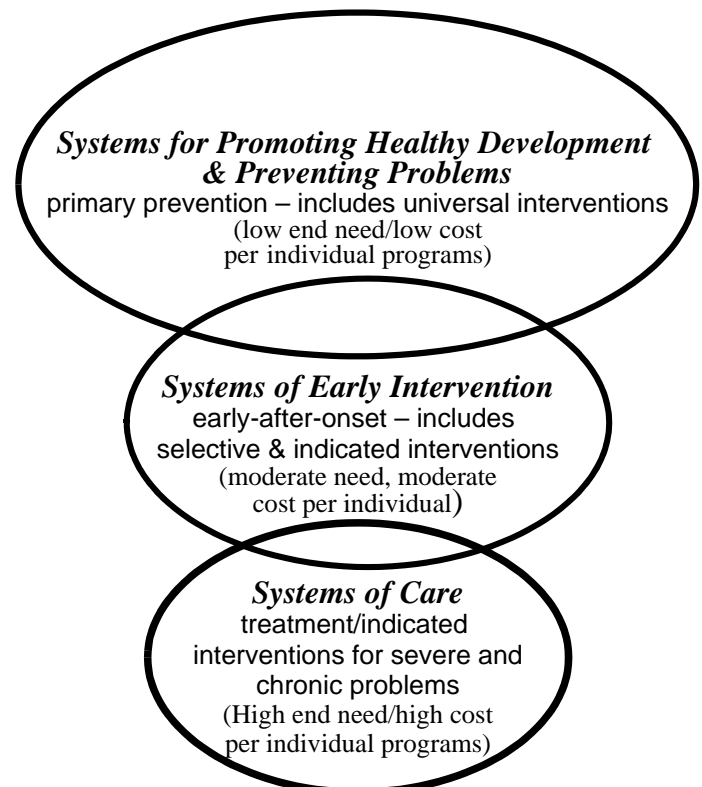 Systems for Promoting Healthy Development
& Preventing Problems
primary prevention – includes universal interventions
(low end need/low cost
per individual programs)
Systems of Early Intervention
early-after-onset – includes
selective & indicated interventions
(moderate need, moderate
cost per individual)
Systems of Care
treatment/indicated
interventions for severe and
chronic problems
(High end need/high cost
per individual programs)